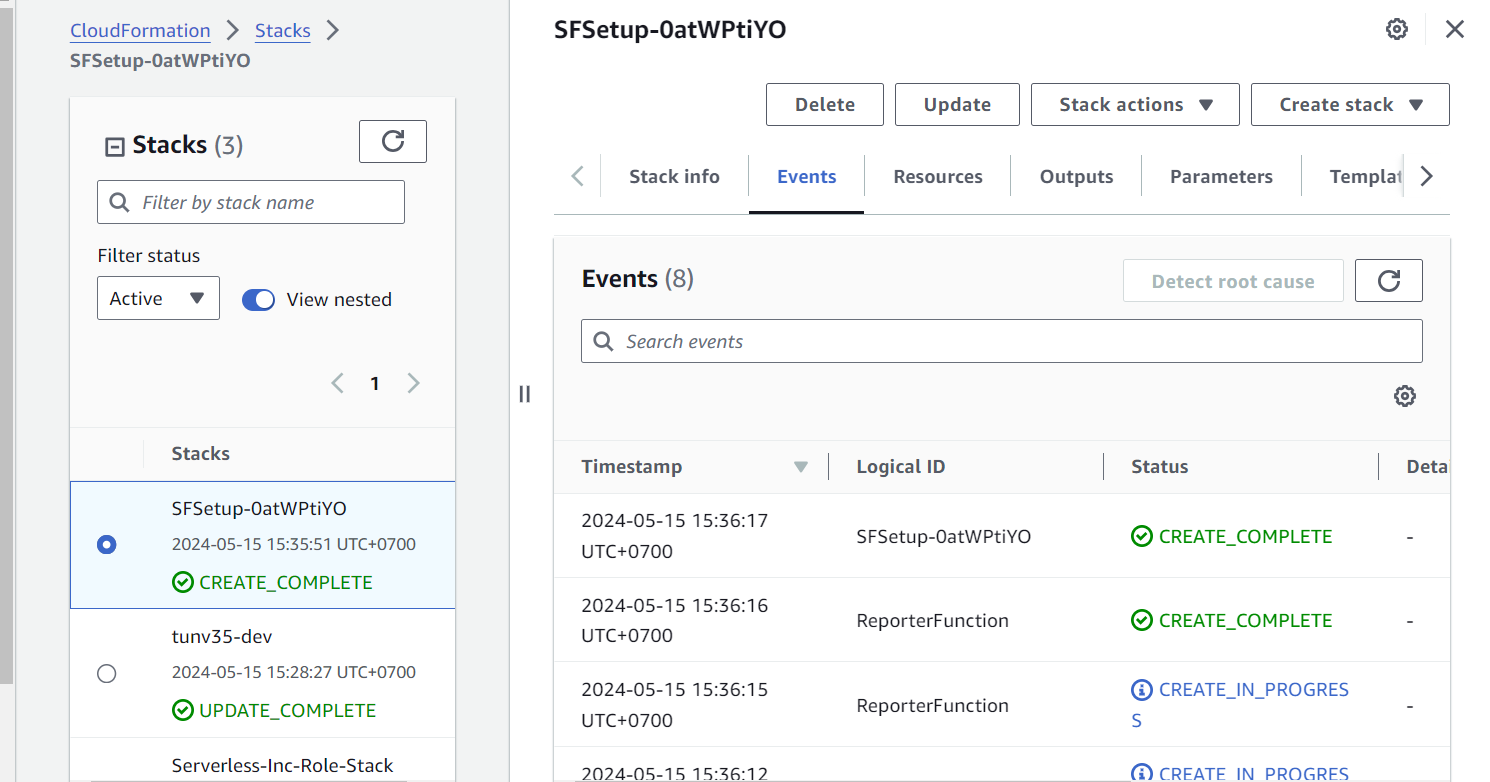 CloudFormation > Stacks >
SFSetup-0atWPtiYO
Stacks (3)
Filter by stack name
Filter status
Active
View nested
1
Stacks
SFSetup-0atWPtiYO
2024-05-15 15:35:51 UTC+0700
CREATE_COMPLETE
tunv35-dev
2024-05-15 15:28:27 UTC+0700
UPDATE_COMPLETE
Serverless-Inc-Role-Stack
SFSetup-0atWPtiYO
Delete Update Stack actions Create stack
Stack info Events Resources Outputs Parameters Templat
Events (8)
Detect root cause
Search events
Timestamp Logical ID Status Deta
2024-05-15 15:36:17
UTC+0700
SFSetup-0atWPtiYO
CREATE_COMPLETE
-
2024-05-15 15:36:16
UTC+0700
ReporterFunction
CREATE_COMPLETE
-
2024-05-15 15:36:15
UTC+0700
ReporterFunction
CREATE_IN_PROGRES
S
-
2024-05-15 15:36:12
CREATE_IN_PROGRES